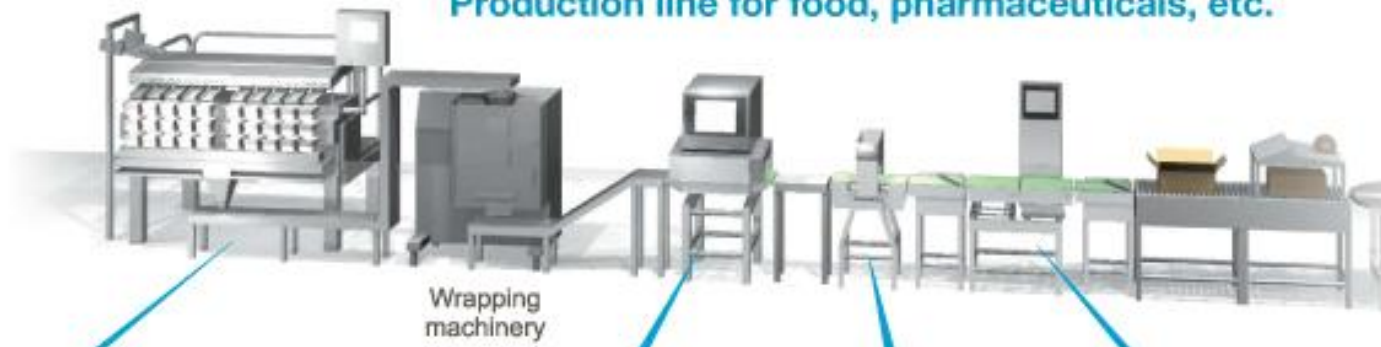 Production line for food, pharmaceuticals, etc.
Wrapping
machinery